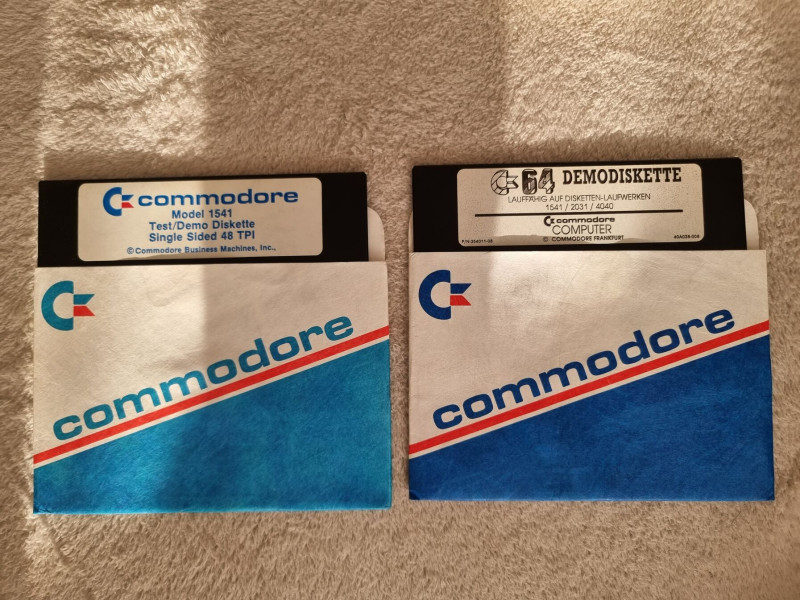 commodore
Model 1541
Test/Demo Diskette
Single Sided 48 TPI
©Commodore Business Machines, Inc.,
commodore
64 DEMODISKETTE
LAUFFÄHIG AUF DISKETTEN-LAUFWERKEN
1541 / 2031 / 4040
commodore
COMPUTER
© COMMODORE FRANKFURT
commodore